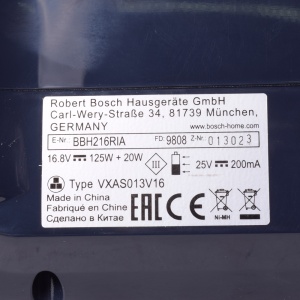 Robert Bosch Hausgeräte GmbH
Carl-Wery-Straße 34, 81739 München,
GERMANY www.bosch-home.com
E-Nr. BBH216RIA FD: 9808 Z-Nr. 013023
16.8V 125W + 20W III 25V 200mA
Type VXAS013V16
Made in China
Fabriqué en Chine
Сделано в Китае
EAC CE
Ni-MH